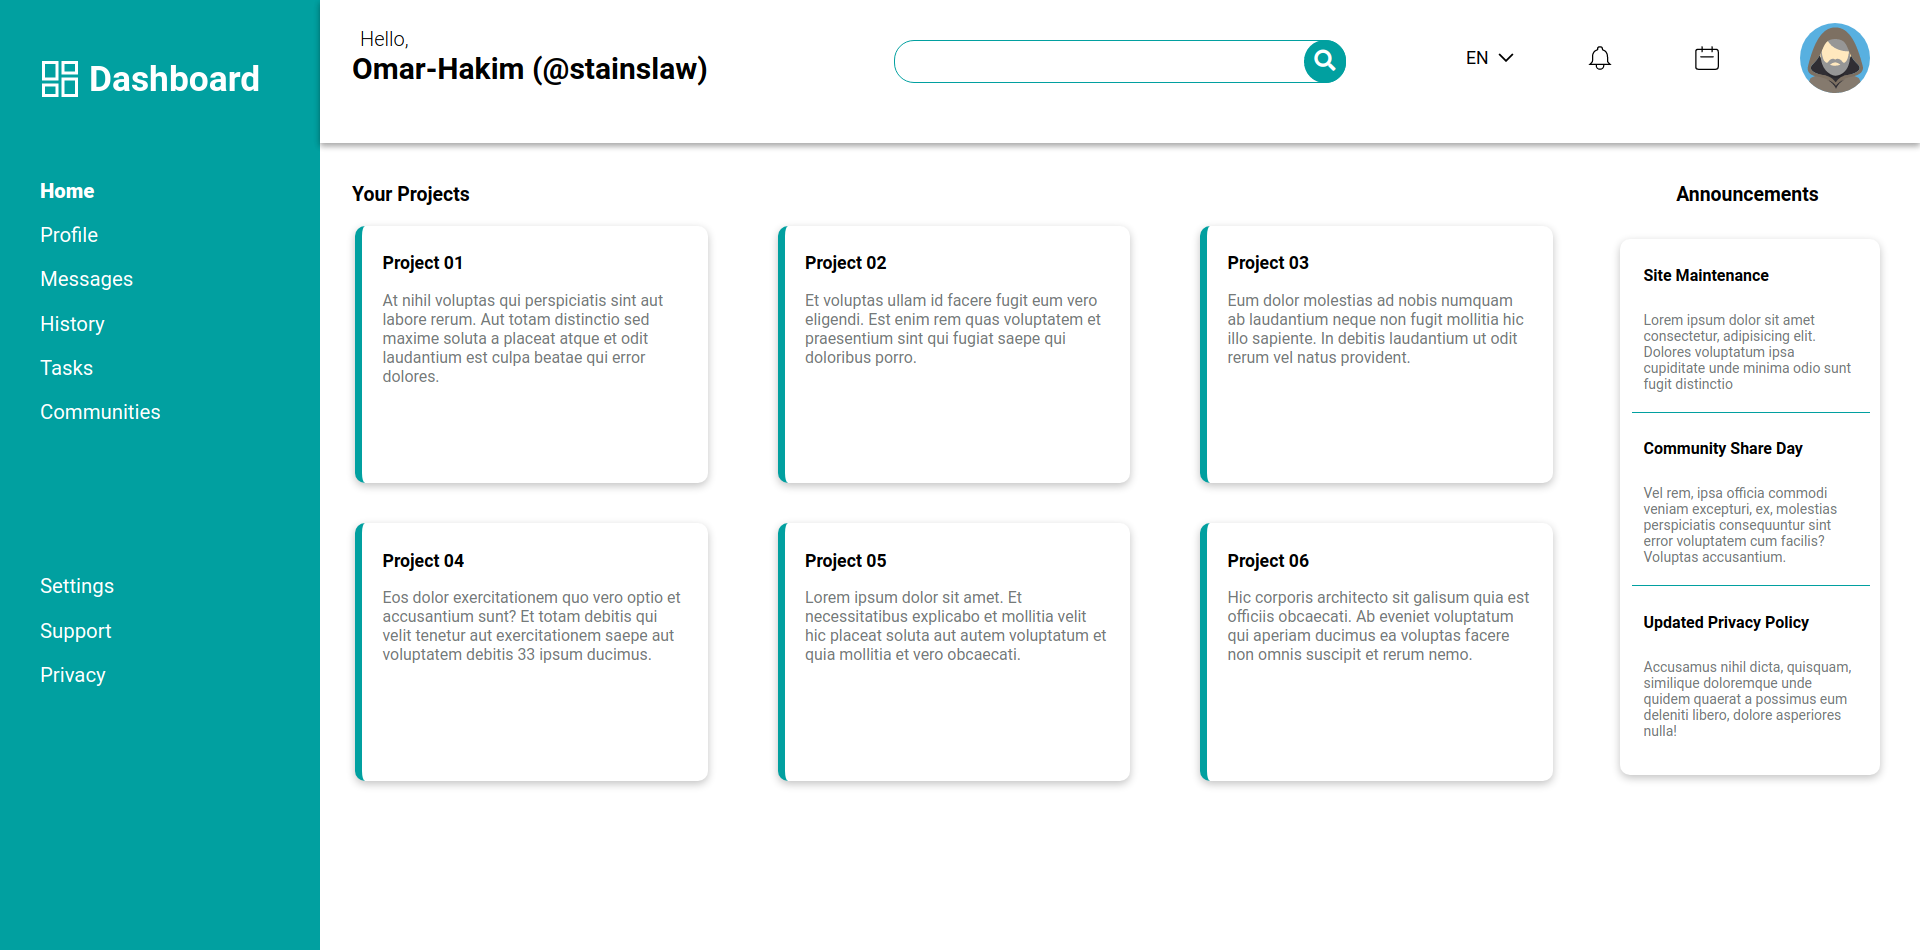 Dashboard
Home
Profile
Messages
History
Tasks
Communities
Settings
Support
Privacy
Hello,
Omar-Hakim (@stainslaw)
EN
Your Projects
Project 01
At nihil voluptas qui perspiciatis sint aut
labore rerum. Aut totam distinctio sed
maxime soluta a placeat atque et odit
laudantium est culpa beatae qui error
dolores.
Project 02
Et voluptas ullam id facere fugit eum vero
eligendi. Est enim rem quas voluptatem et
praesentium sint qui fugiat saepe qui
doloribus porro.
Project 03
Eum dolor molestias ad nobis numquam
ab laudantium neque non fugit mollitia hic
illo sapiente. In debitis laudantium ut odit
rerum vel natus provident.
Project 04
Eos dolor exercitationem quo vero optio et
accusantium sunt? Et totam debitis qui
velit tenetur aut exercitationem saepe aut
voluptatem debitis 33 ipsum ducimus.
Project 05
Lorem ipsum dolor sit amet. Et
necessitatibus explicabo et mollitia velit
hic placeat soluta aut autem voluptatum et
quia mollitia et vero obcaecati.
Project 06
Hic corporis architecto sit galisum quia est
officiis obcaecati. Ab eveniet voluptatum
qui aperiam ducimus ea voluptas facere
non omnis suscipit et rerum nemo.
Announcements
Site Maintenance
Lorem ipsum dolor sit amet
consectetur, adipisicing elit.
Dolores voluptatum ipsa
cupiditate unde minima odio sunt
fugit distinctio
Community Share Day
Vel rem, ipsa officia commodi
veniam excepturi, ex, molestias
perspiciatis consequuntur sint
error voluptatem cum facilis?
Voluptas accusantium.
Updated Privacy Policy
Accusamus nihil dicta, quisquam,
similique doloremque unde
quidem quaerat a possimus eum
deleniti libero, dolore asperiores
nulla!